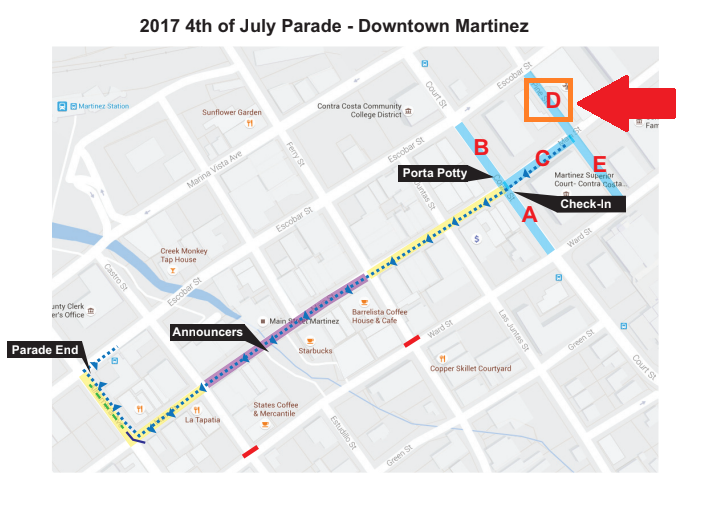 2017 4th of July Parade - Downtown Martinez
Escobar St
Martinez Station
Sunflower Garden
Contra Costa Community
College District
Court St
D
Fam
B
C
E
Escobar St
Ferry St
Marina Vista Ave
Porta Potty
Martinez Superior
Court- Contra Costa...
Check-In
A
Escobar St
Ward St
$
Creek Monkey
Tap House
Castro St
Escobar St
unty Clerk
er's Office
Barrelista Coffee
House & Cafe
Main Street Martinez
Announcers
Ward St
Las Juntas St
Green St
Starbucks
Parade End
Copper Skillet Courtyard
Court St
States Coffee
& Mercantile
La Tapatia
Estudillo St
Green St